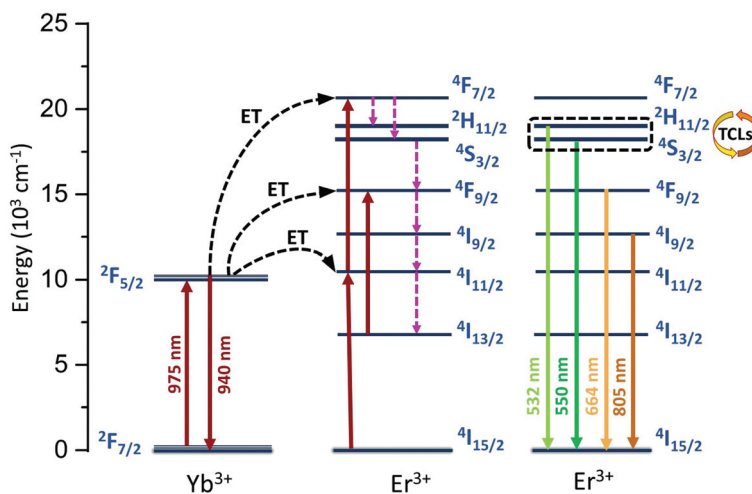 25
20
15
10
5
0
Energy (10³ cm⁻¹)
²F₅/₂
²F₇/₂
975 nm
940 nm
Yb³⁺
ET
ET
ET
⁴F₇/₂
²H₁₁/₂
⁴S₃/₂
⁴F₉/₂
⁴I₉/₂
⁴I₁₁/₂
⁴I₁₃/₂
⁴I₁₅/₂
Er³⁺
⁴F₇/₂
²H₁₁/₂
TCLs
⁴S₃/₂
⁴F₉/₂
⁴I₉/₂
⁴I₁₁/₂
⁴I₁₃/₂
532 nm
550 nm
664 nm
805 nm
⁴I₁₅/₂
Er³⁺